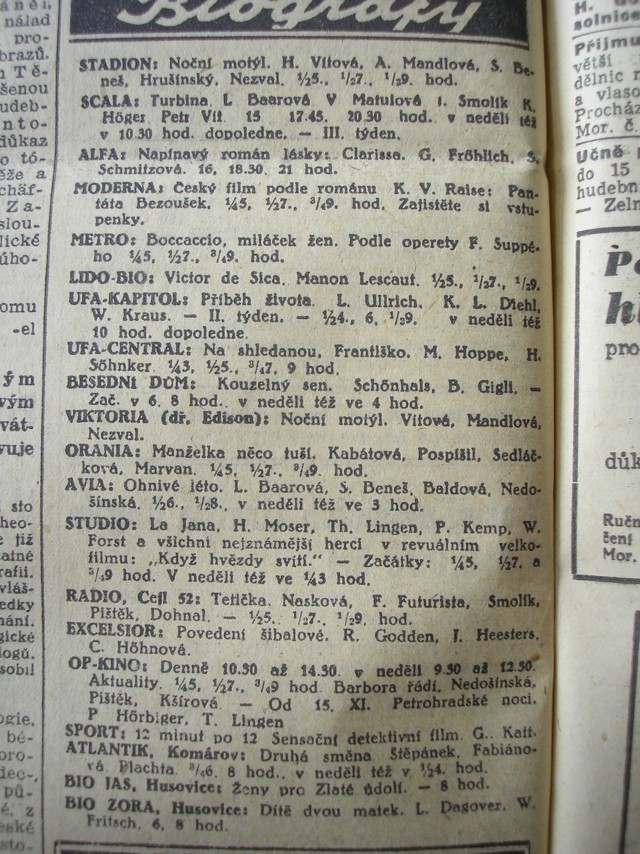 Biografy
STADION: Noční motýl. H. Vítová, A. Mandlová, S. Be-
neš, Hrušínský, Nezval. ½5., ½7., ½9. hod.
SCALA: Turbina. L Baarová V Matulová I. Smolík K.
Höger Petr Vít. 15 17.45, 20.30 hod. v neděli též
v 10.30 hod. dopoledne. — III. týden.
ALFA: Napínavý román lásky: Clarissa. G. Fröhlich, S.
Schmitzová. 16, 18.30, 21 hod.
MODERNA: Český film podle románu K. V. Raise: Pan-
táta Bezoušek. ¼5, ½7., ¾9. hod. Zajistěte si vstu-
penky.
METRO: Boccaccio, miláček žen. Podle operety F. Suppé-
ho ¼5, ½7., ¾9. hod.
LIDO-BIO: Victor de Sica, Manon Lescaut. ½5., ½7., ½9.
UFA-KAPITOL: Příběh života. L. Ullrich, K. L. Diehl,
W. Kraus. — II. týden. — ½4., 6, ½9. v neděli též
10 hod. dopoledne.
UFA-CENTRAL: Na shledanou, Františko. M. Hoppe, H.
Söhnker. ¼3, ½5., ¾7, 9 hod.
BESEDNÍ DŮM: Kouzelný sen. Schönhals, B. Gigli. —
Zač. v 6, 8 hod., v neděli též ve 4 hod.
VIKTORIA (dř. Edison): Noční motýl. Vítová, Mandlová,
Nezval.
ORANIA: Manželka něco tuší. Kabátová, Pospíšil, Sedláč-
ková, Marvan. ¼5, ½7., ¾9. hod.
AVIA: Ohnivé léto. L. Baarová, S. Beneš, Baldová, Nedo-
šínská, ½6., ½8., v neděli též ve 3 hod.
STUDIO: La Jana, H. Moser, Th. Lingen, P. Kemp, W.
Forst a všichni nejznámější herci v revuálním velko-
filmu: „Když hvězdy svítí." — Začátky: ¼5, ½7. a
¾9 hod. V neděli též ve ¼3 hod.
RADIO, Cejl 52: Tetička. Nasková, F. Futurista, Smolík,
Pištěk, Dohnal. — ½5., ½7., ½9. hod.
EXCELSIOR: Povedení šibalové. R. Godden, J. Heesters,
C. Höhnová.
OP-KINO: Denně 10.30 až 14.30. v neděli 9.30 až 12.30.
Aktuality. ¼5, ½7., ¾9 hod. Barbora řádí. Nedošínská,
Pištěk, Kšírová. — Od 15. XI. Petrohradské noci.
P Hörbiger, T. Lingen
SPORT: 12 minut po 12 Sensační detektivní film. G. Katt.
ATLANTIK, Komárov: Druhá směna. Štěpánek, Fabiáno-
vá, Plachta. ¾6, 8 hod., v neděli též v ¼4. hod.
BIO JAS, Husovice: Ženy pro Zlaté údolí. — 8 hod.
BIO ZORA, Husovice: Dítě dvou matek. L. Dagover, W.
Fritsch. 6, 8 hod.